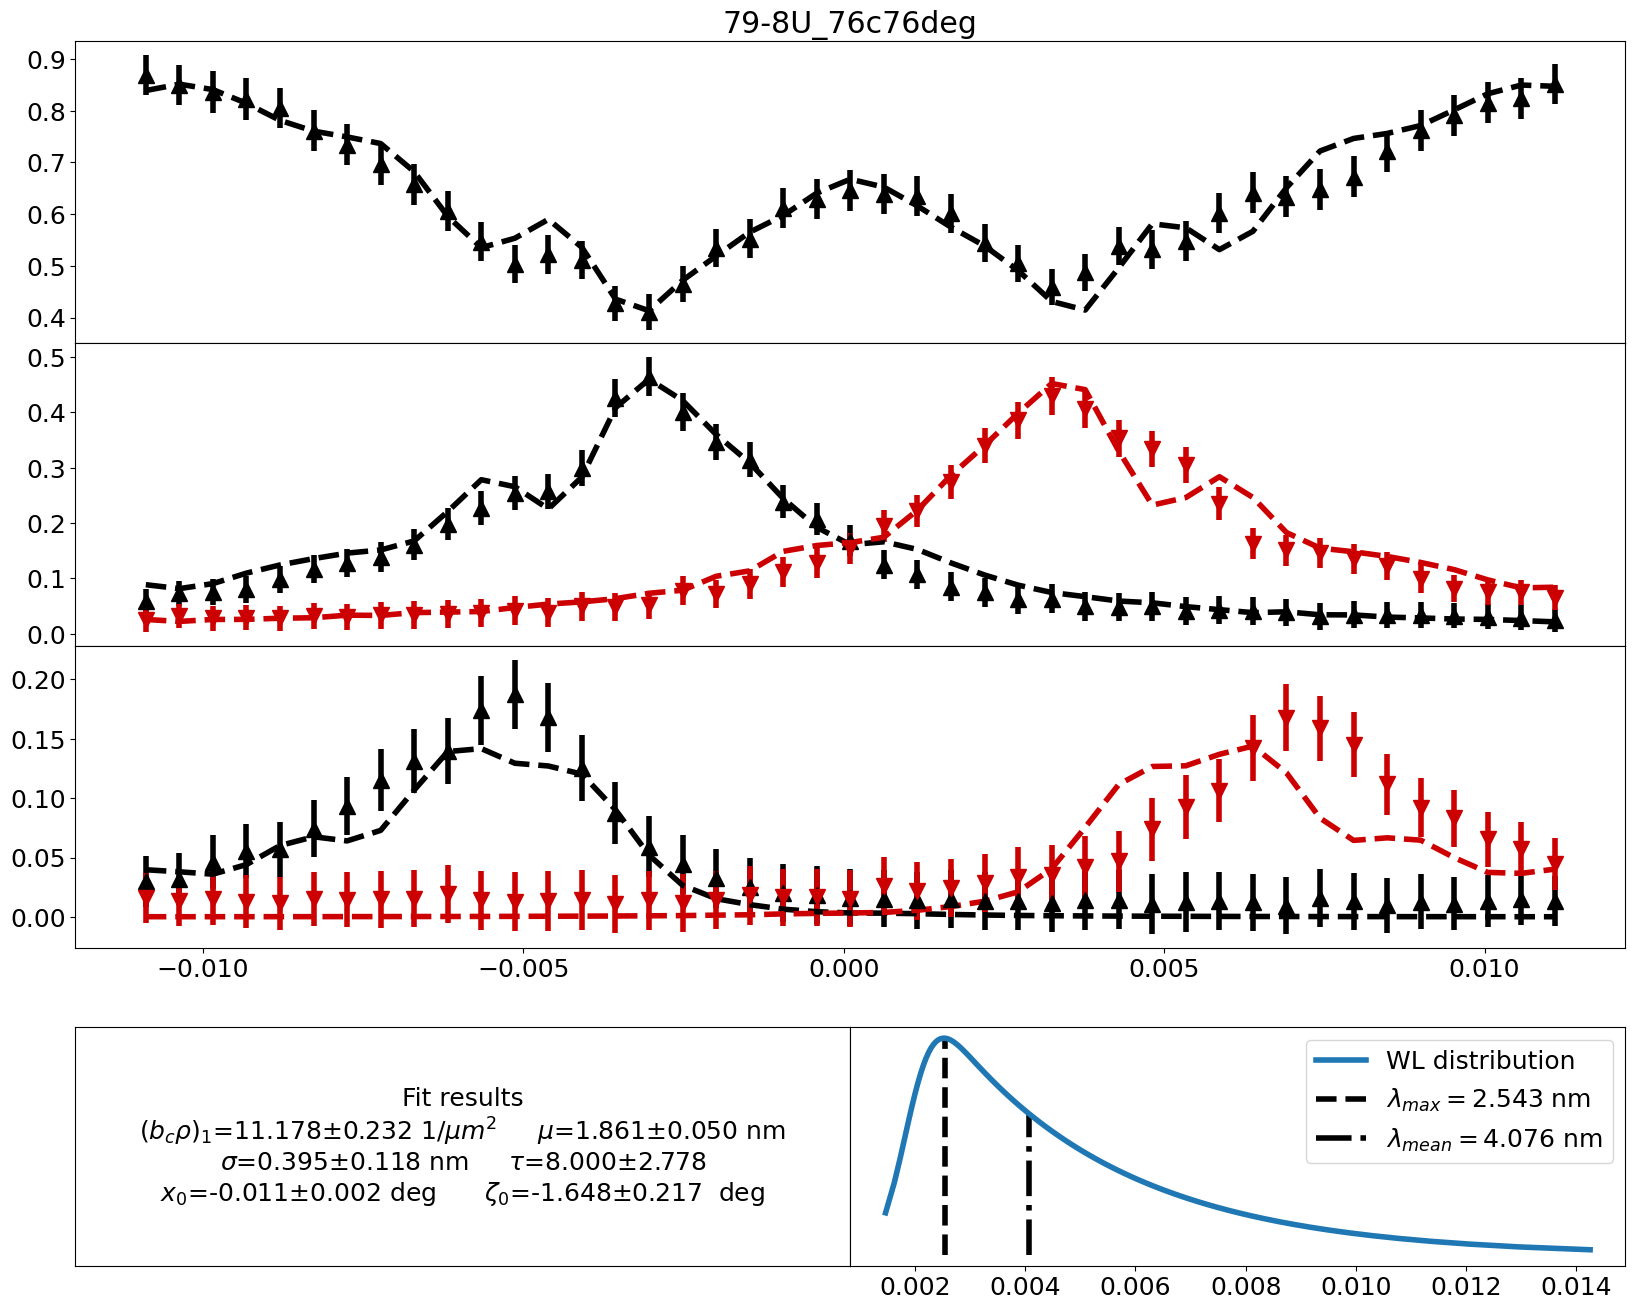 79-8U_76c76deg
0.9
0.8
0.7
0.6
0.5
0.4
0.5
0.4
0.3
0.2
0.1
0.0
0.20
0.15
0.10
0.05
0.00
−0.010 −0.005 0.000 0.005 0.010
Fit results
(b_cρ)_1=11.178±0.232 1/μm^2 μ=1.861±0.050 nm
σ=0.395±0.118 nm τ=8.000±2.778
x_0=-0.011±0.002 deg ζ_0=-1.648±0.217 deg
WL distribution
λ_max = 2.543 nm
λ_mean = 4.076 nm
0.002 0.004 0.006 0.008 0.010 0.012 0.014